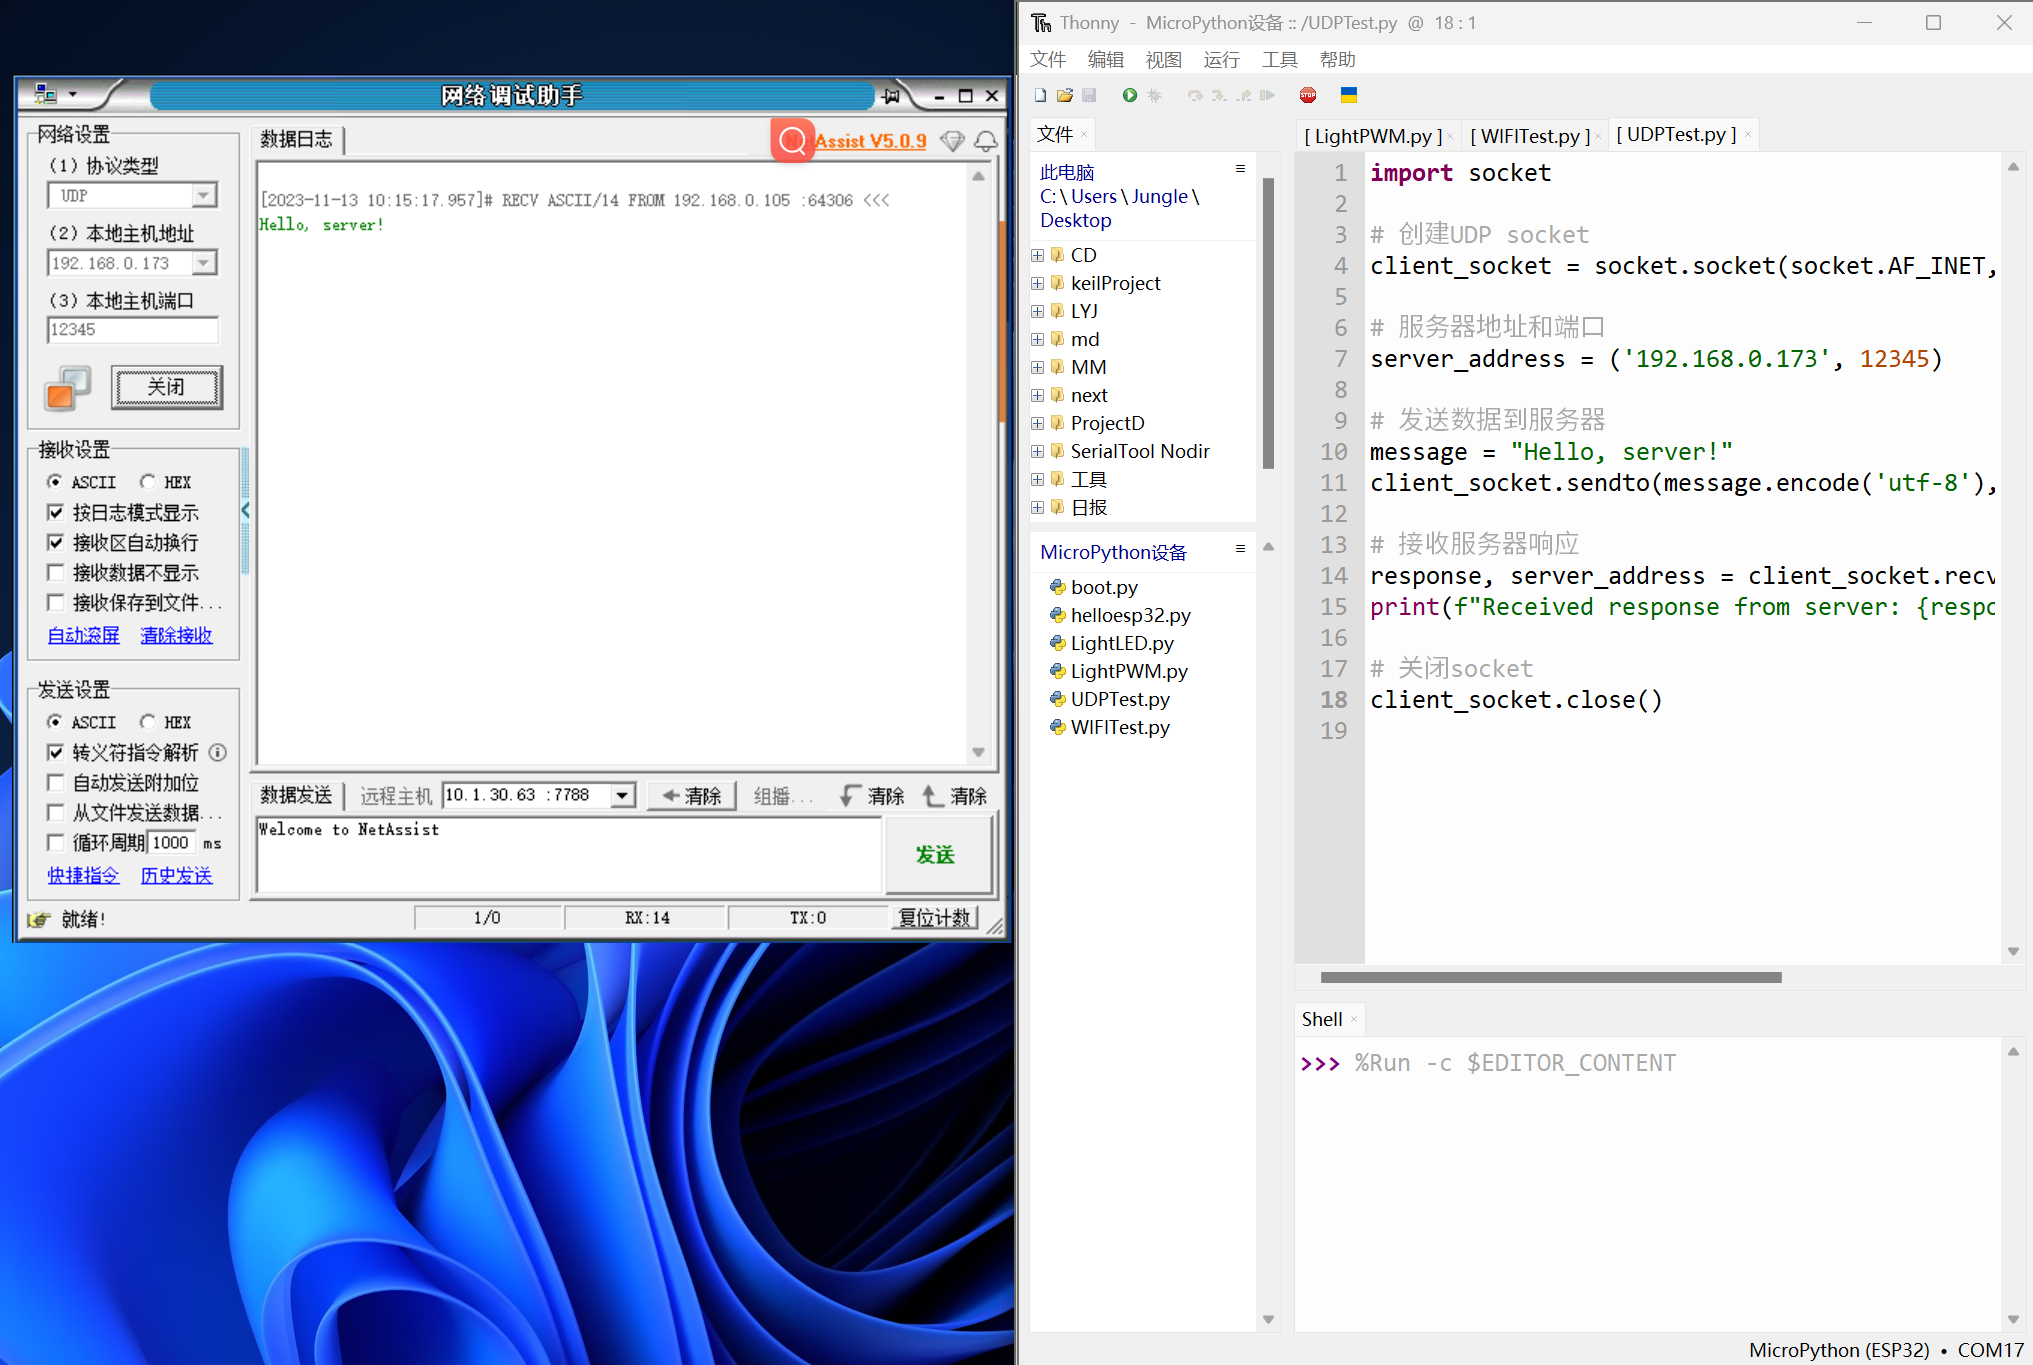 网络调试助手
网络设置
(1) 协议类型
UDP
(2) 本地主机地址
192.168.0.173
(3) 本地主机端口
12345
关闭
接收设置
ASCII HEX
按日志模式显示
接收区自动换行
接收数据不显示
接收保存到文件...
自动滚屏 清除接收
发送设置
ASCII HEX
转义符指令解析
自动发送附加位
从文件发送数据...
循环周期 1000 ms
快捷指令 历史发送
就绪!
数据日志
Assist V5.0.9
[2023-11-13 10:15:17.957]# RECV ASCII/14 FROM 192.168.0.105 :64306 <<<
Hello, server!
数据发送 远程主机 10.1.30.63 :7788 清除 组播... 清除 清除
Welcome to NetAssist
发送
1/0 RX:14 TX:0 复位计数
Thonny - MicroPython设备 :: /UDPTest.py @ 18 : 1
文件 编辑 视图 运行 工具 帮助
STOP
文件
此电脑
C: \ Users \ Jungle \
Desktop
CD
keilProject
LYJ
md
MM
next
ProjectD
SerialTool Nodir
工具
日报
MicroPython设备
boot.py
helloesp32.py
LightLED.py
LightPWM.py
UDPTest.py
WIFITest.py
[ LightPWM.py ] [ WIFITest.py ] [ UDPTest.py ]
1 import socket
2
3 # 创建UDP socket
4 client_socket = socket.socket(socket.AF_INET,
5
6 # 服务器地址和端口
7 server_address = ('192.168.0.173', 12345)
8
9 # 发送数据到服务器
10 message = "Hello, server!"
11 client_socket.sendto(message.encode('utf-8'),
12
13 # 接收服务器响应
14 response, server_address = client_socket.recv
15 print(f"Received response from server: {respo
16
17 # 关闭socket
18 client_socket.close()
19
Shell
>>> %Run -c $EDITOR_CONTENT
MicroPython (ESP32) • COM17